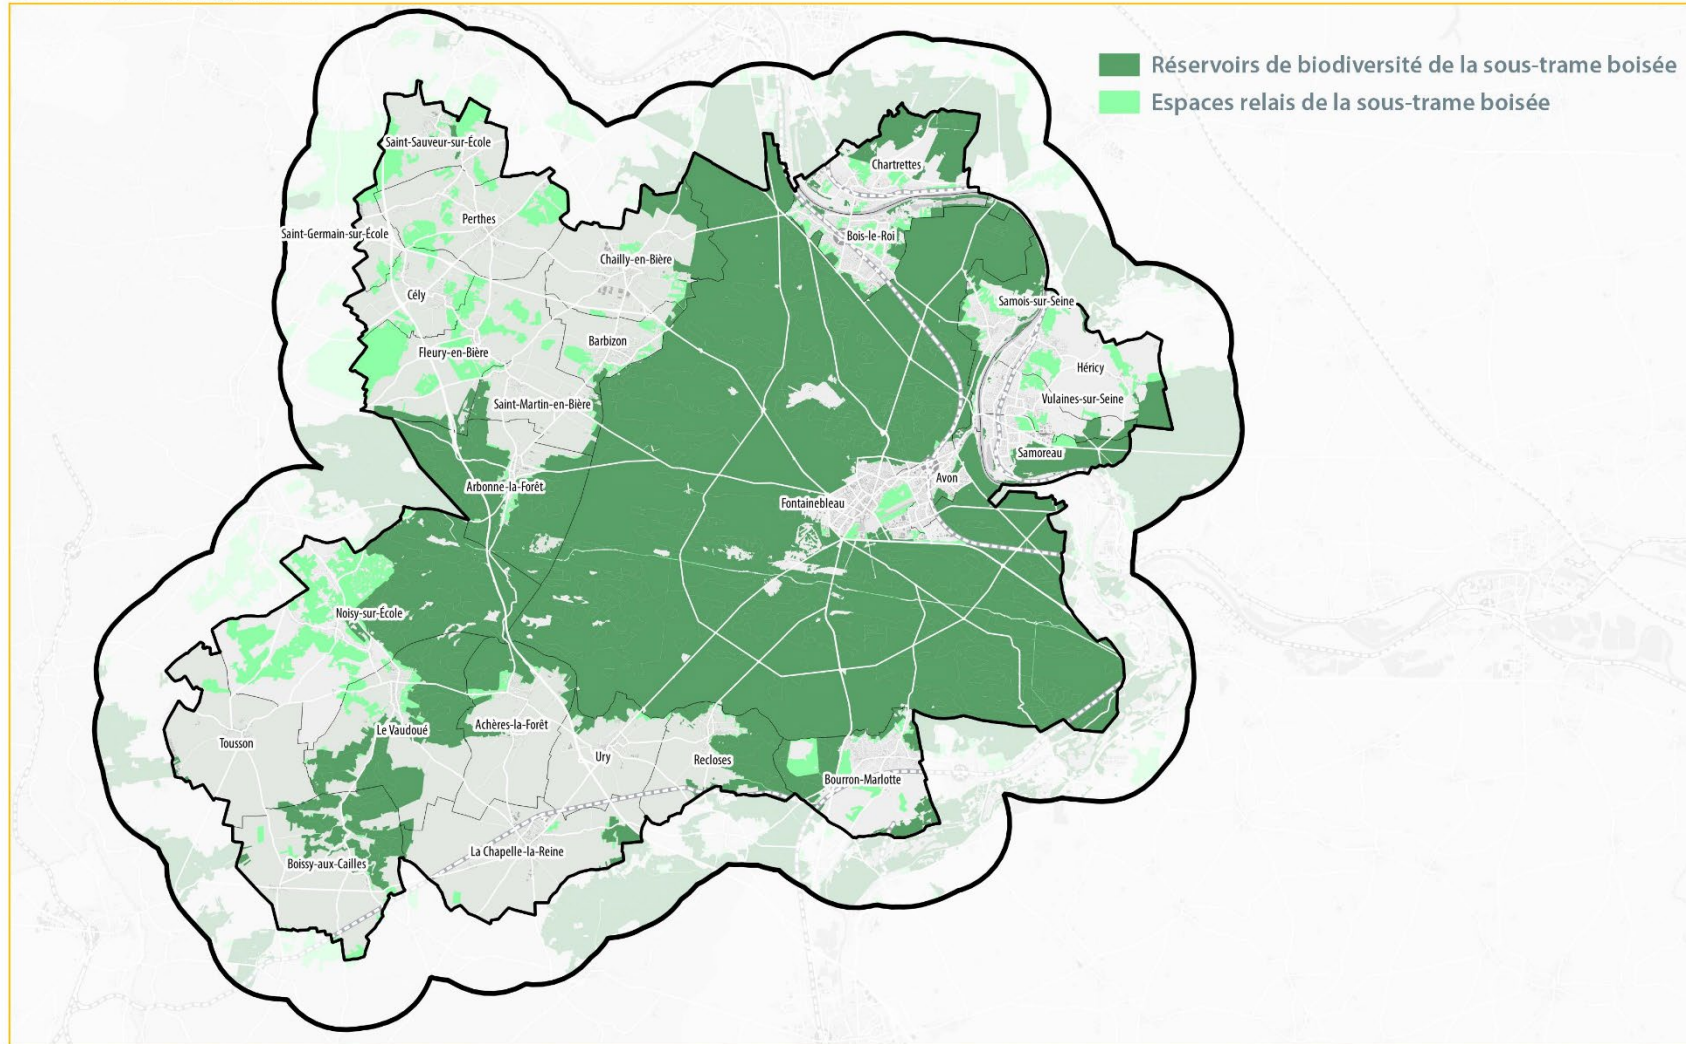 Réservoirs de biodiversité de la sous-trame boisée
Espaces relais de la sous-trame boisée
Saint-Sauveur-sur-École
Chartrettes
Perthes
Saint-Germain-sur-École
Bois-le-Roi
Chailly-en-Bière
Cély
Samois-sur-Seine
Barbizon
Fleury-en-Bière
Héricy
Vulaines-sur-Seine
Saint-Martin-en-Bière
Samoreau
Avon
Arbonne-la-Forêt
Fontainebleau
Noisy-sur-École
Achères-la-Forêt
Le Vaudoué
Tousson
Ury
Recloses
Bourron-Marlotte
La Chapelle-la-Reine
Boissy-aux-Cailles